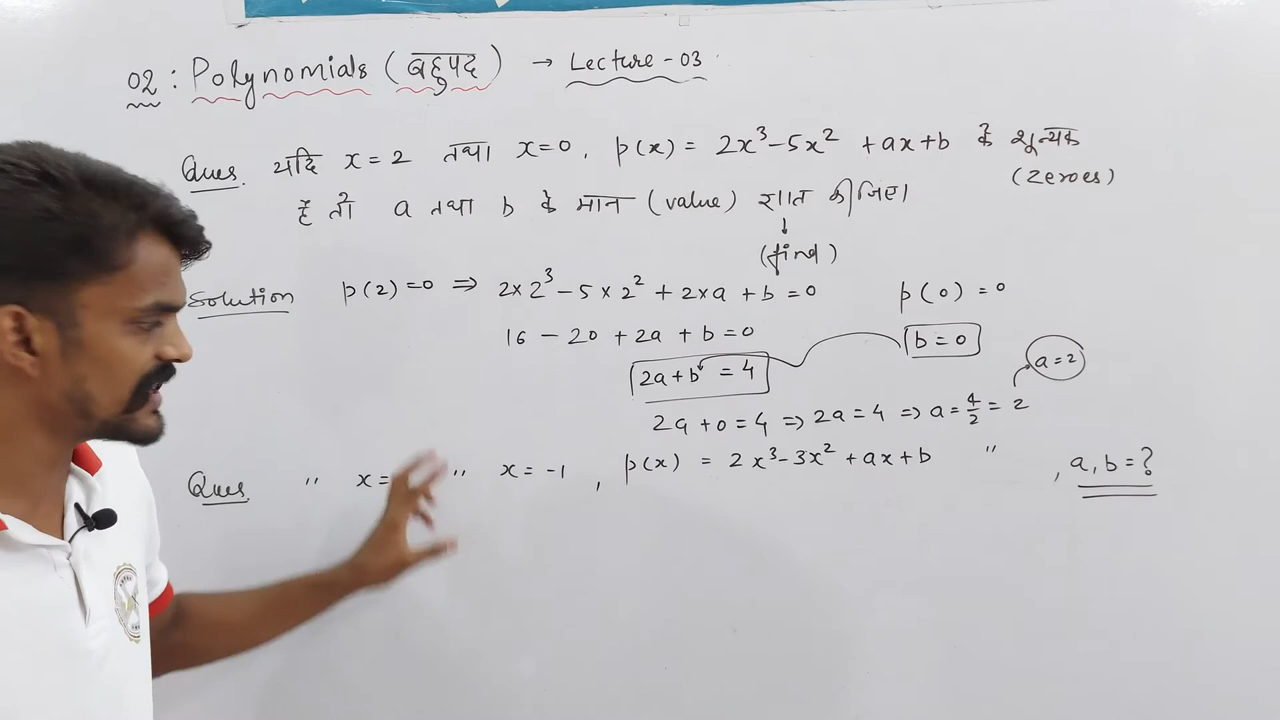 02 : Polynomials (बहुपद) → Lecture - 03
Ques. यदि x=2 तथा x=0, p(x) = 2x³-5x² +ax+b के शून्यक
(Zeroes)
हैं तो a तथा b के मान (value) ज्ञात कीजिए।
↓
(find)
Solution p(2)=0 ⇒ 2×2³ - 5×2² + 2×a + b = 0 p(0) = 0
16 - 20 + 2a + b = 0 b = 0
2a+b = 4 a=2
2a + 0 = 4 ⇒ 2a = 4 ⇒ a = 4/2 = 2
Ques " x= " x = -1, p(x) = 2x³-3x² + ax + b " , a, b = ?